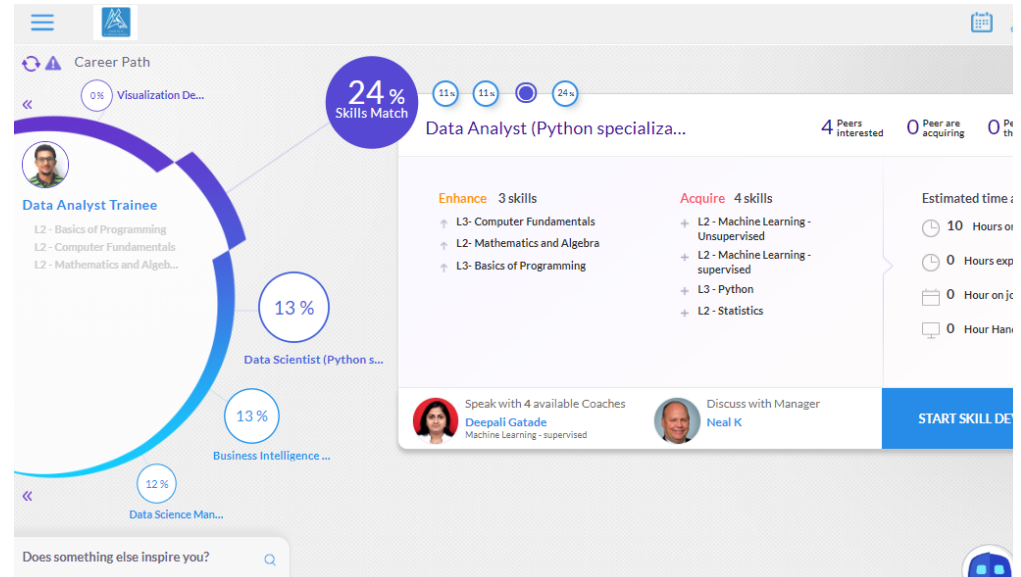 Career Path
0%
Visualization De...
24 %
Skills Match
11%
11%
24%
Data Analyst (Python specializa...
4 Peers interested
0 Peer are acquiring
0
Data Analyst Trainee
L2 - Basics of Programming
L2 - Computer Fundamentals
L2 - Mathematics and Algeb...
Enhance 3 skills
L3- Computer Fundamentals
L2- Mathematics and Algebra
L3- Basics of Programming
Acquire 4 skills
L2 - Machine Learning -
Unsupervised
L2 - Machine Learning -
supervised
L3 - Python
L2 - Statistics
Estimated time
10 Hours
0 Hours
0 Hour on
0 Hour
13 %
Data Scientist (Python s...
13 %
Business Intelligence ...
12 %
Data Science Man...
Speak with 4 available Coaches
Deepali Gatade
Machine Learning - supervised
Discuss with Manager
Neal K
START SKILL DE
Does something else inspire you?